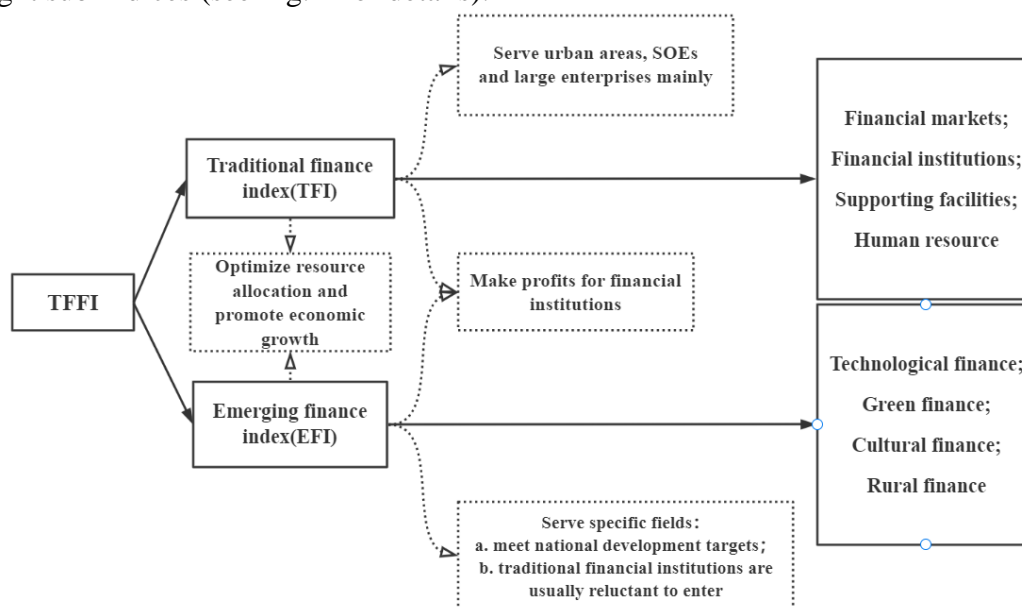 Serve urban areas, SOEs
and large enterprises mainly
Financial markets;
Financial institutions;
Supporting facilities;
Human resource
Traditional finance
index(TFI)
Optimize resource
allocation and
promote economic
growth
Make profits for financial
institutions
TFFI
Emerging finance
index(EFI)
Technological finance;
Green finance;
Cultural finance;
Rural finance
Serve specific fields：
a. meet national development targets；
b. traditional financial institutions are
usually reluctant to enter